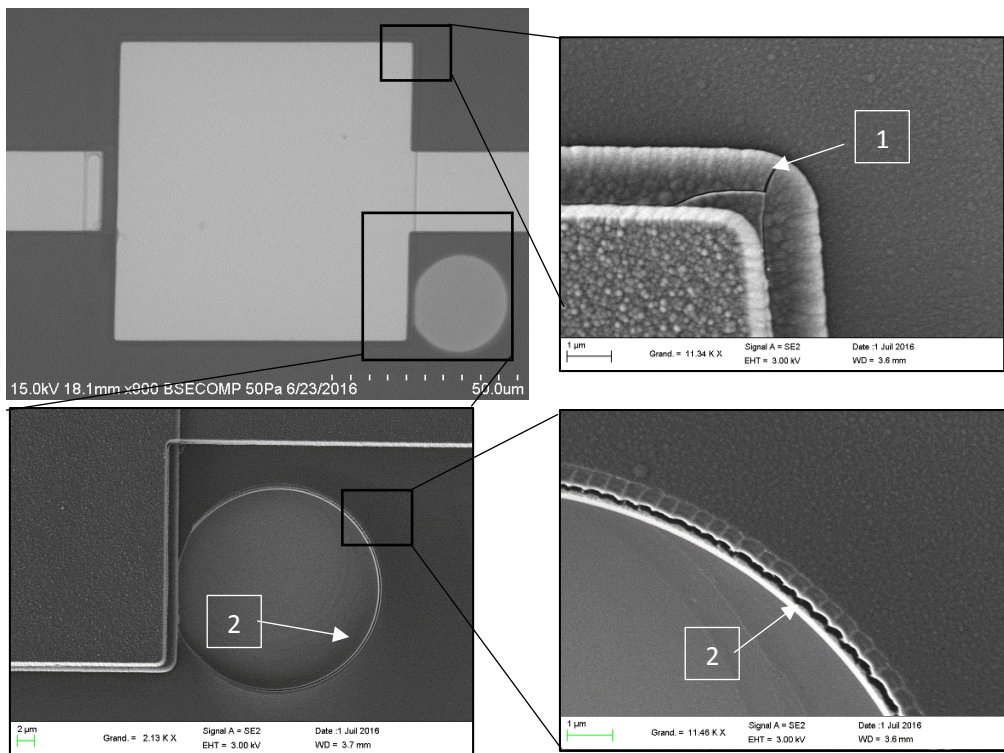 15.0kV 18.1mm x900 BSECOMP 50Pa 6/23/2016 50.0um
1
1 µm
Grand. = 11.34 K X
Signal A = SE2
EHT = 3.00 kV
Date :1 Juil 2016
WD = 3.6 mm
2
2 µm
Grand. = 2.13 K X
Signal A = SE2
EHT = 3.00 kV
Date :1 Juil 2016
WD = 3.7 mm
2
1 µm
Grand. = 11.46 K X
Signal A = SE2
EHT = 3.00 kV
Date :1 Juil 2016
WD = 3.6 mm